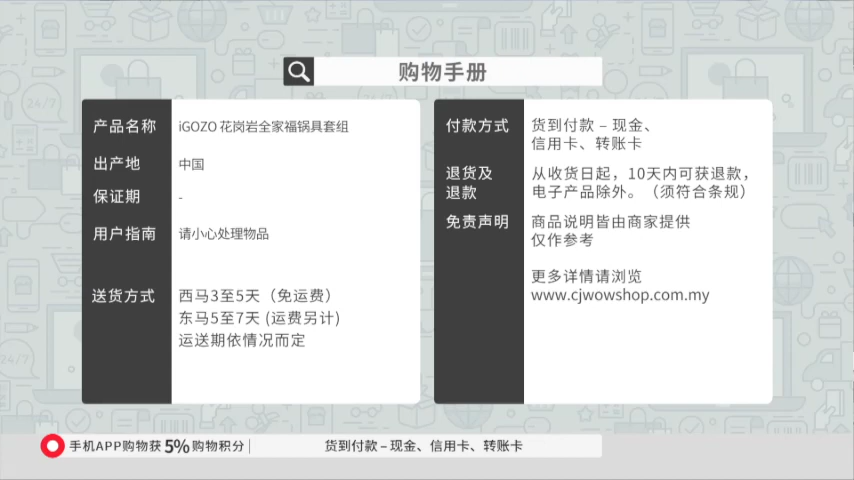 购物手册
产品名称 iGOZO 花岗岩全家福锅具套组
出产地 中国
保证期 -
用户指南 请小心处理物品
送货方式 西马3至5天（免运费）
东马5至7天 (运费另计)
运送期依情况而定
付款方式 货到付款 – 现金、
信用卡、转账卡
退货及 从收货日起，10天内可获退款，
退款 电子产品除外。（须符合条规）
免责声明 商品说明皆由商家提供
仅作参考
更多详情请浏览
www.cjwowshop.com.my
手机APP购物获 5% 购物积分 | 货到付款 – 现金、信用卡、转账卡
24/7
24/7